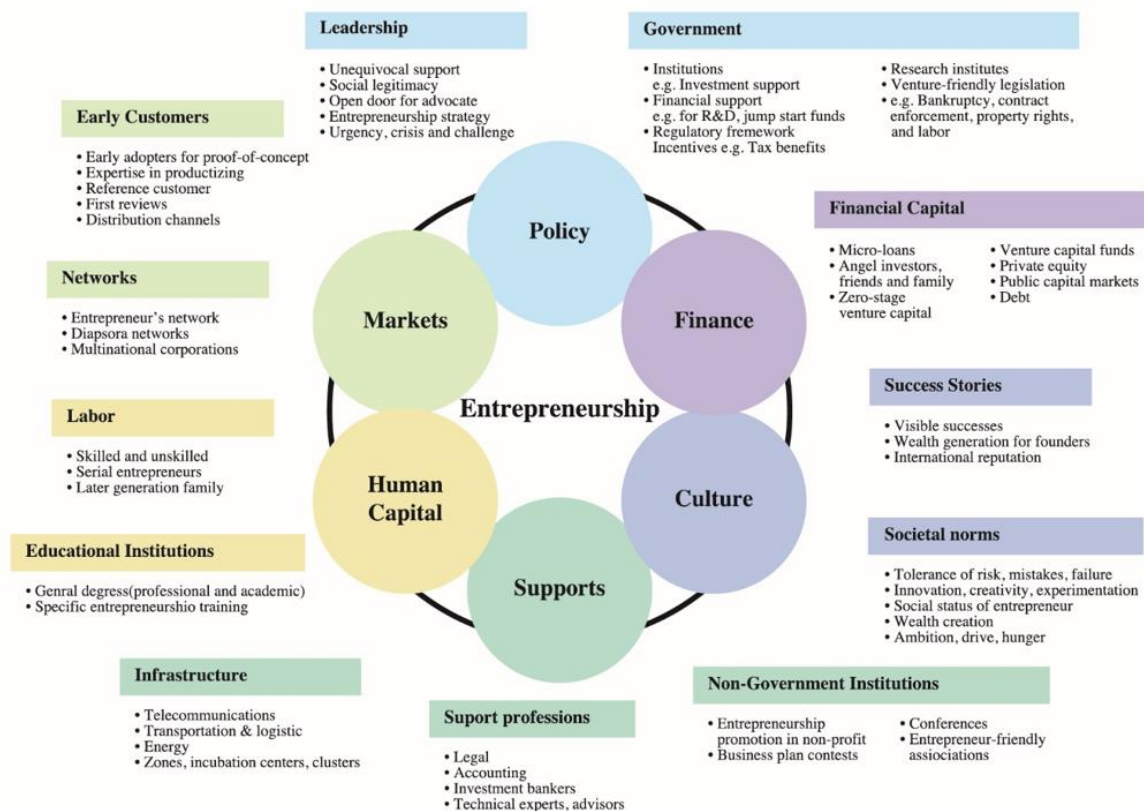 Leadership
• Unequivocal support
• Social legitimacy
• Open door for advocate
• Entrepreneurship strategy
• Urgency, crisis and challenge
Government
• Institutions
e.g. Investment support
• Financial support
e.g. for R&D, jump start funds
• Regulatory fremework
Incentives e.g. Tax benefits
• Research institutes
• Venture-friendly legislation
• e.g. Bankruptcy, contract
enforcement, property rights,
and labor
Early Customers
• Early adopters for proof-of-concept
• Expertise in productizing
• Reference customer
• First reviews
• Distribution channels
Financial Capital
• Micro-loans
• Angel investors,
friends and family
• Zero-stage
venture capital
• Venture capital funds
• Private equity
• Public capital markets
• Debt
Networks
• Entrepreneur's network
• Diapsora networks
• Multinational corporations
Policy
Markets
Finance
Entrepreneurship
Human
Capital
Culture
Supports
Success Stories
• Visible successes
• Wealth generation for founders
• International reputation
Labor
• Skilled and unskilled
• Serial entrepreneurs
• Later generation family
Societal norms
• Tolerance of risk, mistakes, failure
• Innovation, creativity, experimentation
• Social status of entrepreneur
• Wealth creation
• Ambition, drive, hunger
Educational Institutions
• Genral degress(professional and academic)
• Specific entrepreneurshio training
Infrastructure
• Telecommunications
• Transportation & logistic
• Energy
• Zones, incubation centers, clusters
Suport professions
• Legal
• Accounting
• Investment bankers
• Technical experts, advisors
Non-Government Institutions
• Entrepreneurship
promotion in non-profit
• Business plan contests
• Conferences
• Entrepreneur-friendly
assiociations